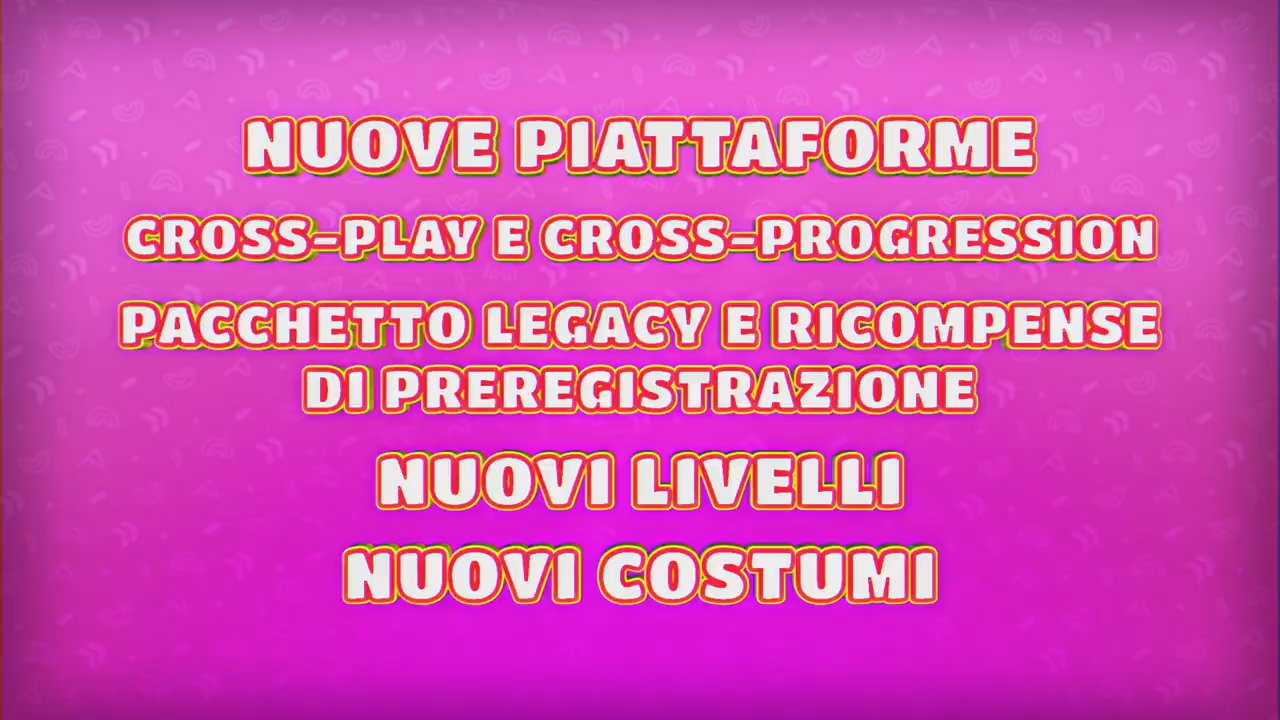 NUOVE PIATTAFORME
CROSS-PLAY E CROSS-PROGRESSION
PACCHETTO LEGACY E RICOMPENSE
DI PREREGISTRAZIONE
NUOVI LIVELLI
NUOVI COSTUMI